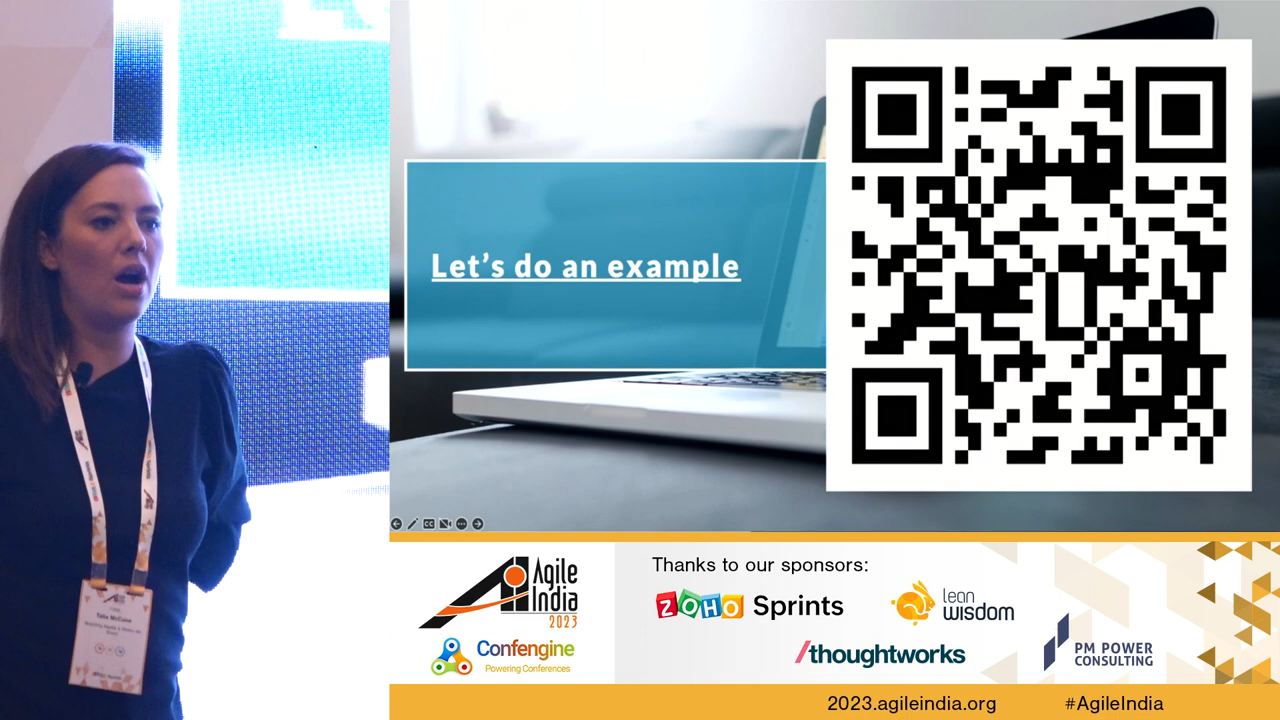 Let's do an example
Agile
India
2023
Confengine
Powering Conferences
Thanks to our sponsors:
ZOHO Sprints
lean
wisdom
/thoughtworks
PM POWER
CONSULTING
2023.agileindia.org
#AgileIndia